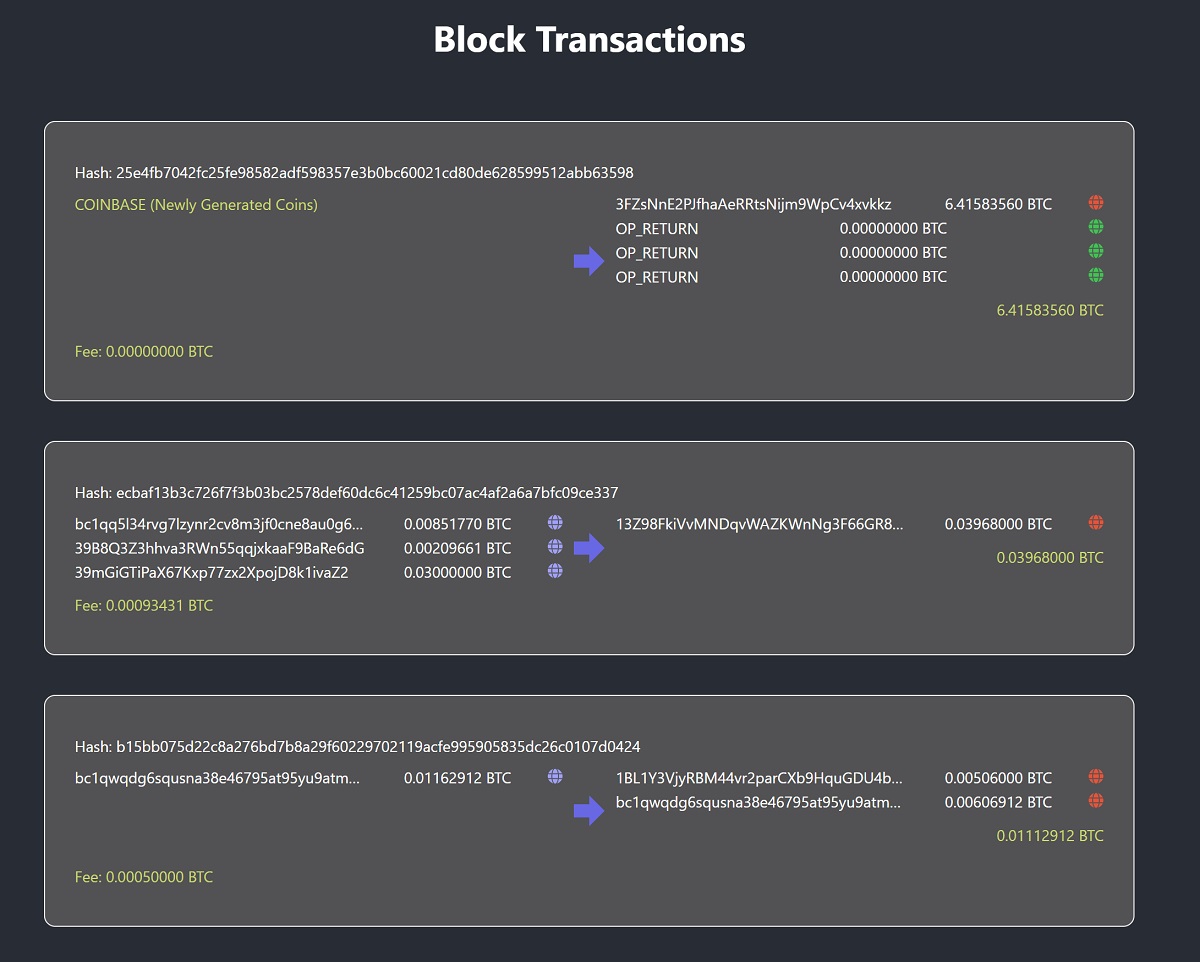 Block Transactions
Hash: 25e4fb7042fc25fe98582adf598357e3b0bc60021cd80de628599512abb63598
COINBASE (Newly Generated Coins)
3FZsNnE2PJfhaAeRRtsNijm9WpCv4xvkkz 6.41583560 BTC
OP_RETURN 0.00000000 BTC
OP_RETURN 0.00000000 BTC
OP_RETURN 0.00000000 BTC
6.41583560 BTC
Fee: 0.00000000 BTC
Hash: ecbaf13b3c726f7f3b03bc2578def60dc6c41259bc07ac4af2a6a7bfc09ce337
bc1qq5l34rvg7lzynr2cv8m3jf0cne8au0g6... 0.00851770 BTC
39B8Q3Z3hhva3RWn55qqjxkaaF9BaRe6dG 0.00209661 BTC
39mGiGTiPaX67Kxp77zx2XpojD8k1ivaZ2 0.03000000 BTC
13Z98FkiVvMNDqvWAZKWnNg3F66GR8... 0.03968000 BTC
0.03968000 BTC
Fee: 0.00093431 BTC
Hash: b15bb075d22c8a276bd7b8a29f60229702119acfe995905835dc26c0107d0424
bc1qwqdg6squsna38e46795at95yu9atm... 0.01162912 BTC
1BL1Y3VjyRBM44vr2parCXb9HquGDU4b... 0.00506000 BTC
bc1qwqdg6squsna38e46795at95yu9atm... 0.00606912 BTC
0.01112912 BTC
Fee: 0.00050000 BTC